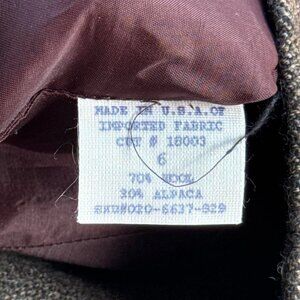 MADE IN U.S.A.OF
IMPORTED FABRIC
CUT # 18003
6
70% WOOL
30% ALPACA